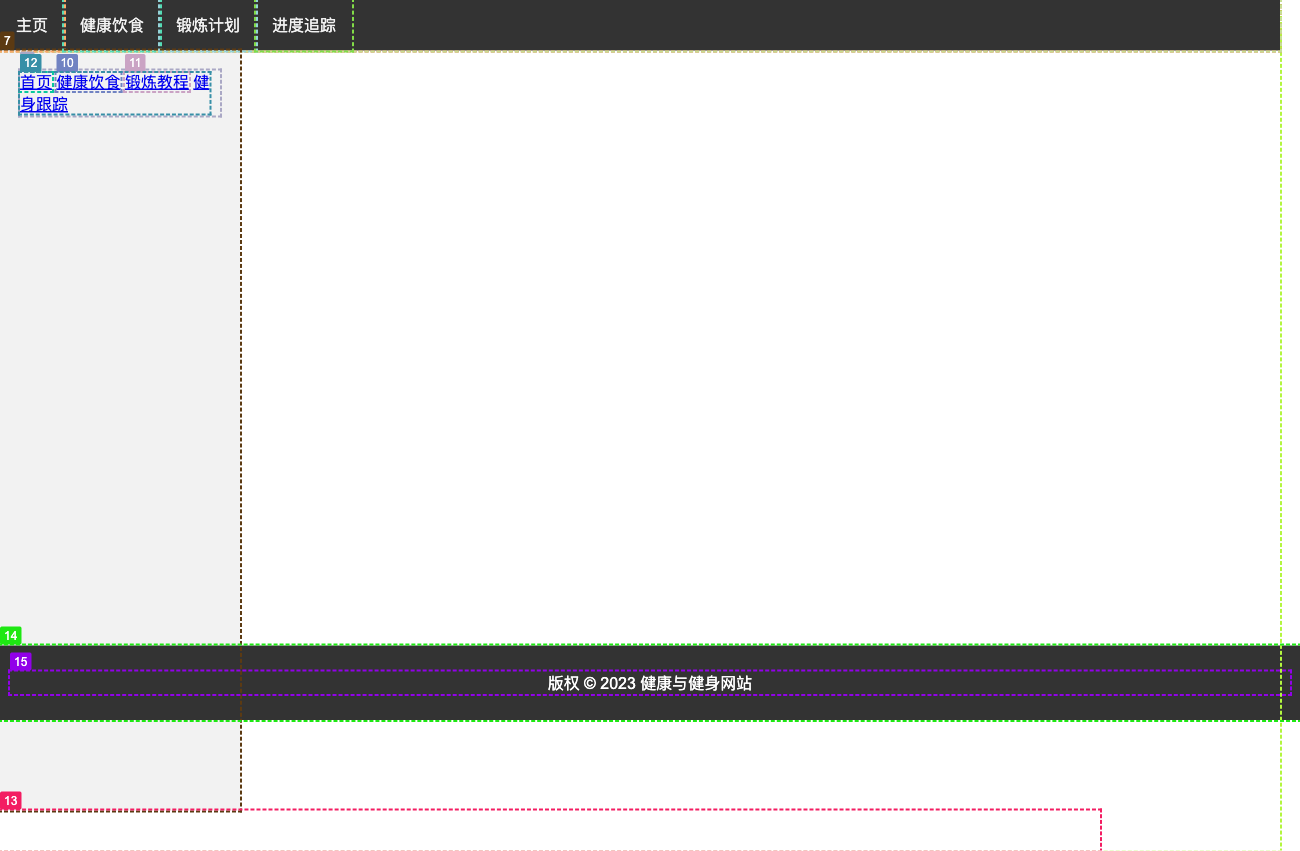 主页 健康饮食 锻炼计划 进度追踪
7
12 10 11
首页 健康饮食 锻炼教程 健
身跟踪
14
15
版权 © 2023 健康与健身网站
13